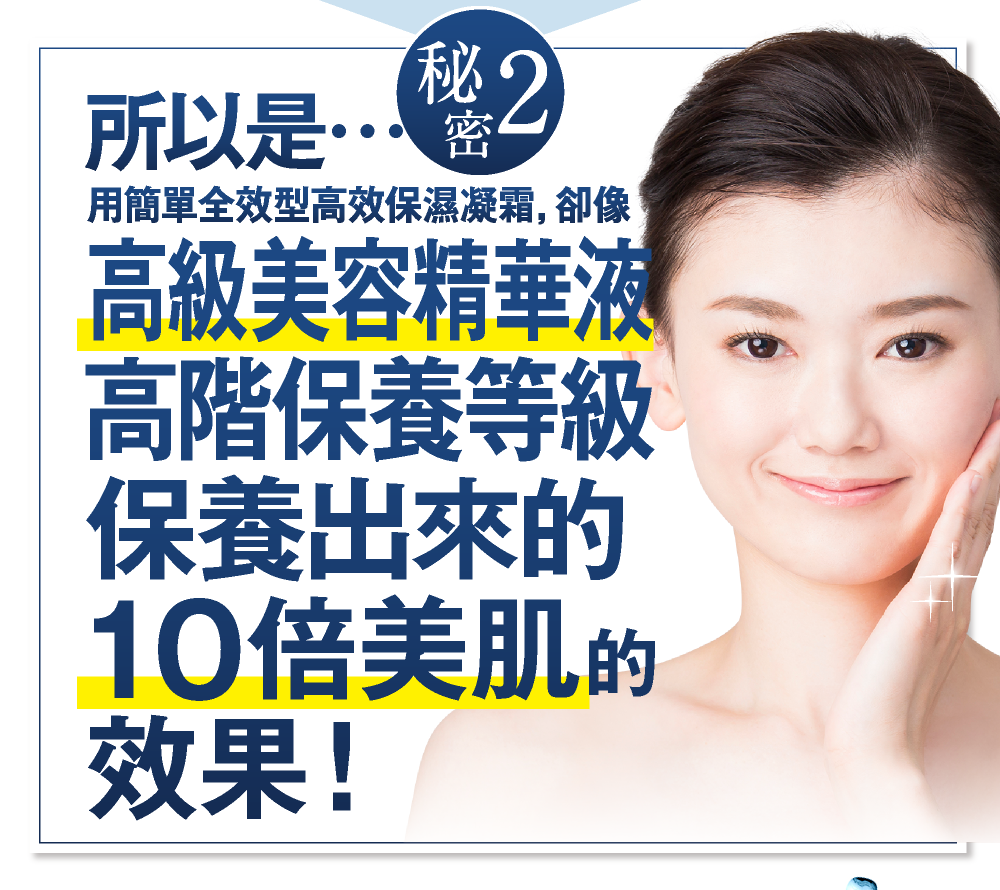 秘密2
所以是…
用簡單全效型高效保濕凝霜,卻像
高級美容精華液
高階保養等級
保養出來的
10倍美肌的
效果!